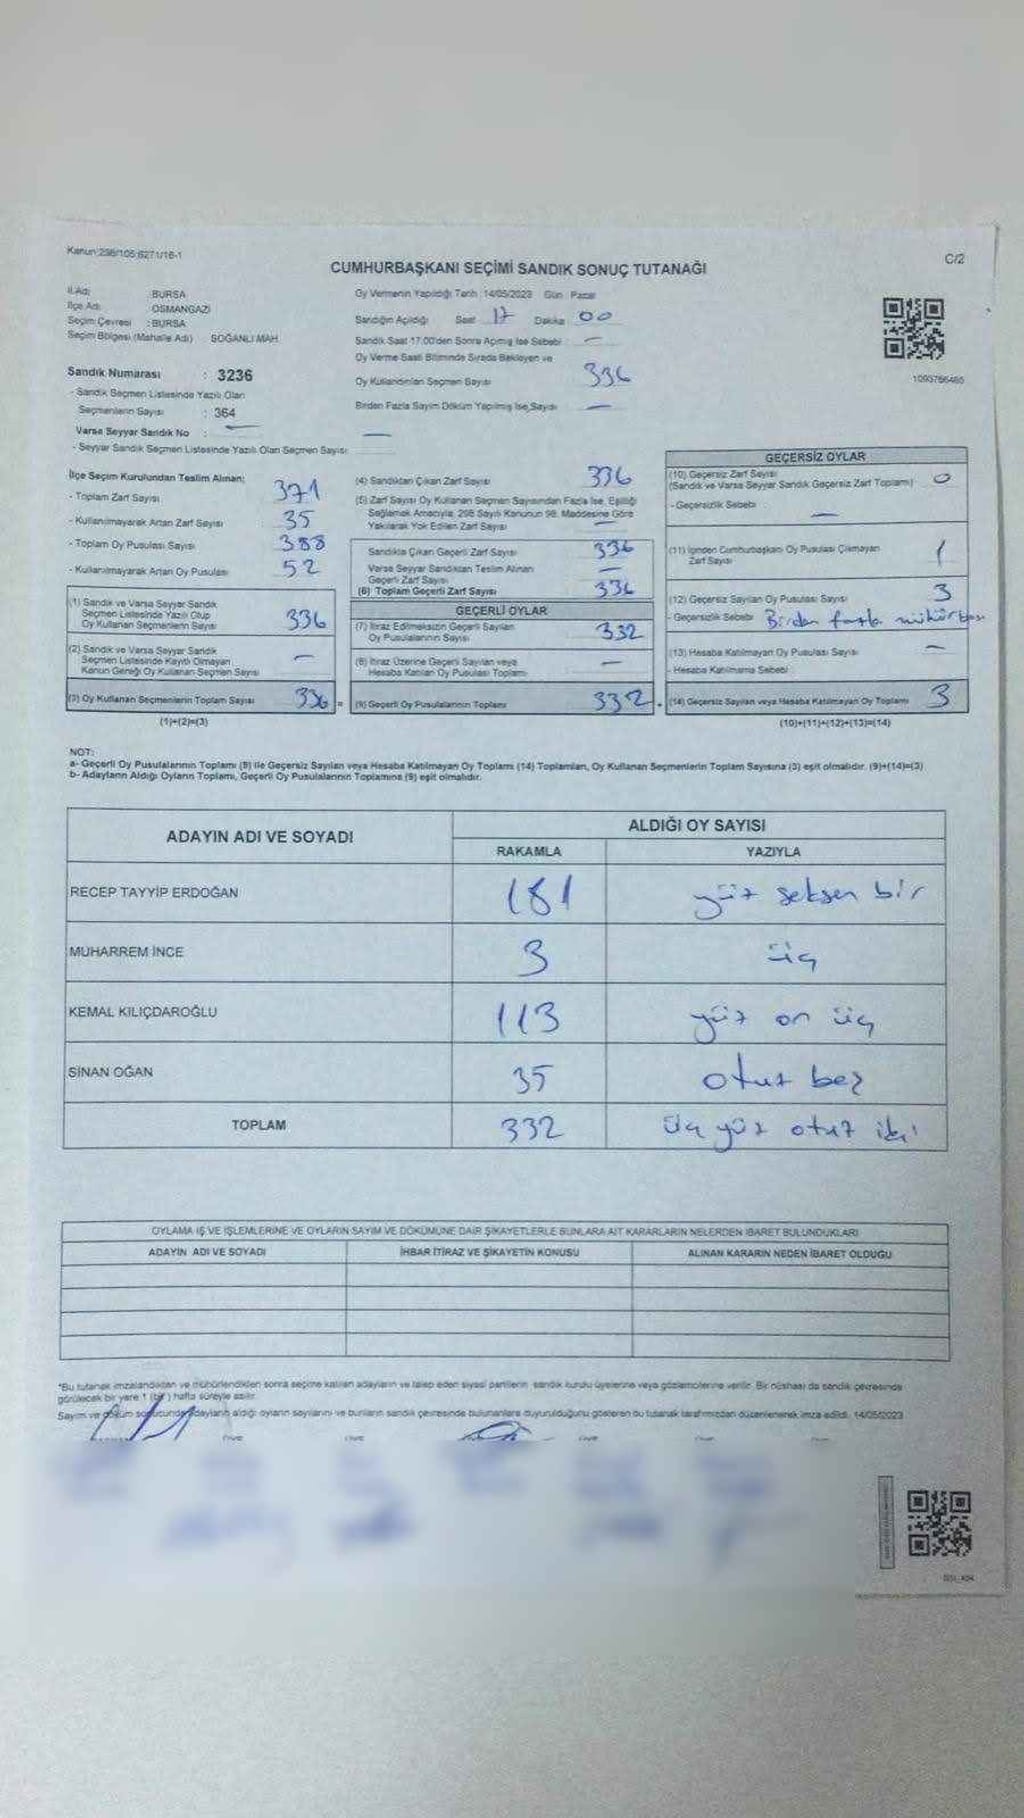 Kanun:298/105;6271/16-1
C/2
CUMHURBAŞKANI SEÇİMİ SANDIK SONUÇ TUTANAĞI
İl Adı : BURSA
İlçe Adı : OSMANGAZİ
Seçim Çevresi : BURSA
Seçim Bölgesi (Mahalle Adı) SOĞANLI MAH.
Sandık Numarası : 3236
- Sandık Seçmen Listesinde Yazılı Olan
Seçmenlerin Sayısı : 364
Varsa Seyyar Sandık No : —
- Seyyar Sandık Seçmen Listesinde Yazılı Olan Seçmen Sayısı: —
Oy Vermenin Yapıldığı Tarih :14/05/2023 Gün : Pazar
Sandığın Açıldığı Saat : 17 Dakika : 00
Sandık Saat 17.00'den Sonra Açılmış İse Sebebi : —
Oy Verme Saati Bitiminde Sırada Bekleyen ve
Oy Kullandırılan Seçmen Sayısı 336
Birden Fazla Sayım Döküm Yapılmış İse Sayısı —
1093766465
İlçe Seçim Kurulundan Teslim Alınan:
- Toplam Zarf Sayısı 371
- Kullanılmayarak Artan Zarf Sayısı : 35
- Toplam Oy Pusulası Sayısı : 388
- Kullanılmayarak Artan Oy Pusulası : 52
(1) Sandık ve Varsa Seyyar Sandık
Seçmen Listesinde Yazılı Olup
Oy Kullanan Seçmenlerin Sayısı 336
(2) Sandık ve Varsa Seyyar Sandık
Seçmen Listesinde Kayıtlı Olmayan
Kanun Gereği Oy Kullanan Seçmen Sayısı —
(3) Oy Kullanan Seçmenlerin Toplam Sayısı 336 =
(1)+(2)=(3)
(4) Sandıktan Çıkan Zarf Sayısı 336
(5) Zarf Sayısı Oy Kullanan Seçmen Sayısından Fazla İse, Eşitliği
Sağlamak Amacıyla, 298 Sayılı Kanunun 98. Maddesine Göre
Yakılarak Yok Edilen Zarf Sayısı —
Sandıkta Çıkan Geçerli Zarf Sayısı 336
Varsa Seyyar Sandıktan Teslim Alınan
Geçerli Zarf Sayısı —
(6) Toplam Geçerli Zarf Sayısı 336
GEÇERLİ OYLAR
(7) İtiraz Edilmeksizin Geçerli Sayılan
Oy Pusulalarının Sayısı 332
(8) İtiraz Üzerine Geçerli Sayılan veya
Hesaba Katılan Oy Pusulası Toplamı —
(9) Geçerli Oy Pusulalarının Toplamı 332 +
GEÇERSİZ OYLAR
(10) Geçersiz Zarf Sayısı
(Sandık ve Varsa Seyyar Sandık Geçersiz Zarf Toplamı) 0
- Geçersizlik Sebebi —
(11) İçinden Cumhurbaşkanı Oy Pusulası Çıkmayan
Zarf Sayısı 1
(12) Geçersiz Sayılan Oy Pusulası Sayısı 3
- Geçersizlik Sebebi Birden fazla mühür
(13) Hesaba Katılmayan Oy Pusulası Sayısı —
- Hesaba Katılmama Sebebi
(14) Geçersiz Sayılan veya Hesaba Katılmayan Oy Toplamı 3
(10)+(11)+(12)+(13)=(14)
NOT:
a- Geçerli Oy Pusulalarının Toplamı (9) ile Geçersiz Sayılan veya Hesaba Katılmayan Oy Toplamı (14) Toplamları, Oy Kullanan Seçmenlerin Toplam Sayısına (3) eşit olmalıdır. (9)+(14)=(3)
b- Adayların Aldığı Oyların Toplamı, Geçerli Oy Pusulalarının Toplamına (9) eşit olmalıdır.
ADAYIN ADI VE SOYADI
ALDIĞI OY SAYISI
RAKAMLA YAZIYLA
RECEP TAYYİP ERDOĞAN 181 yüz seksen bir
MUHARREM İNCE 3 üç
KEMAL KILIÇDAROĞLU 113 yüz on üç
SİNAN OĞAN 35 otuz beş
TOPLAM 332 üç yüz otuz iki
OYLAMA İŞ VE İŞLEMLERİNE VE OYLARIN SAYIM VE DÖKÜMÜNE DAİR ŞİKAYETLERLE BUNLARA AİT KARARLARIN NELERDEN İBARET BULUNDUKLARI
ADAYIN ADI VE SOYADI İHBAR İTİRAZ VE ŞİKAYETİN KONUSU ALINAN KARARIN NEDEN İBARET OLDUĞU
*Bu tutanak imzalandıktan ve mühürlendikten sonra seçime katılan adayların ve talep eden siyasi partilerin sandık kurulu üyelerine veya gözlemcilerine verilir. Bir nüshası da sandık çevresinde
görülecek bir yere 1 (bir) hafta süreyle asılır.
Sayım ve döküm sonucunda adayların aldığı oyların sayılarını ve bunların sandık çevresinde bulunanlara duyurulduğunu gösteren bu tutanak tarafımızdan düzenlenerek imza edildi. 14/05/2023